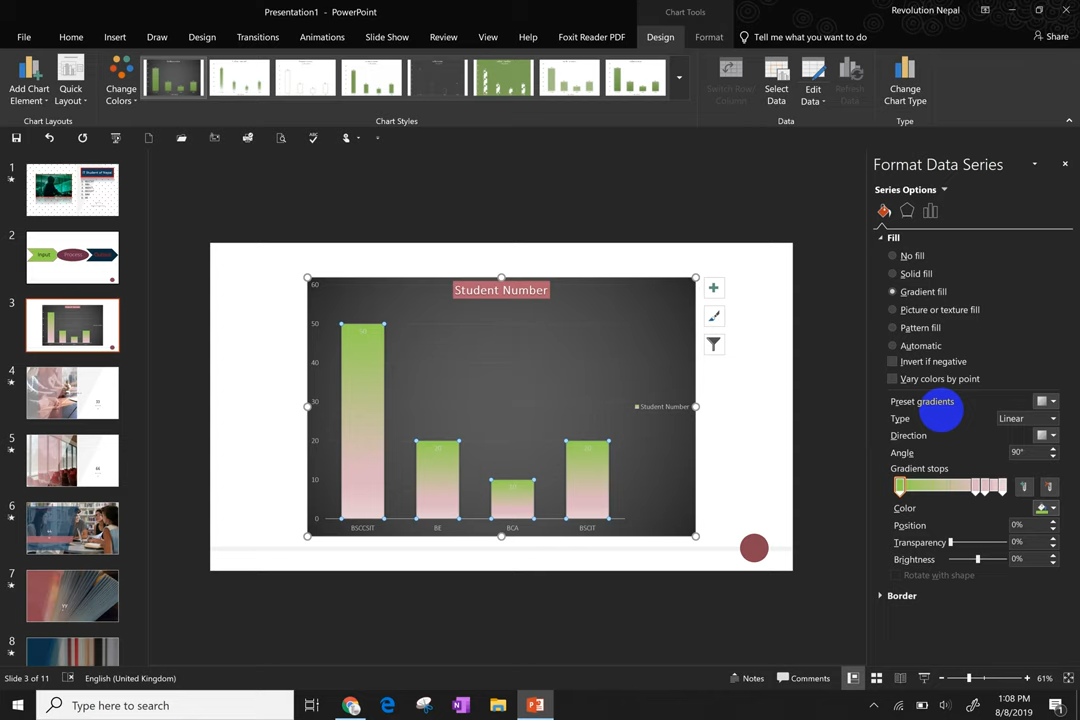 Presentation1 - PowerPoint
Chart Tools
Revolution Nepal
File Home Insert Draw Design Transitions Animations Slide Show Review View Help Foxit Reader PDF Design Format Tell me what you want to do Share
Add Chart Element
Quick Layout
Change Colors
Switch Row/ Column
Select Data
Edit Data
Refresh Data
Change Chart Type
Chart Layouts
Chart Styles
Data
Type
Format Data Series
Series Options
Fill
No fill
Solid fill
Gradient fill
Picture or texture fill
Pattern fill
Automatic
Invert if negative
Vary colors by point
Preset gradients
Type Linear
Direction
Angle 90°
Gradient stops
Color
Position 0%
Transparency 0%
Brightness 0%
Rotate with shape
Border
1
IT Student of Nepal
2
Input Process
3
4
5
6
7
8
Student Number
60
50
40
30
20
10
0
BSCCSIT BE BCA BSCIT
Student Number
Slide 3 of 11 English (United Kingdom) Notes Comments 61%
Type here to search
1:08 PM
8/8/2019